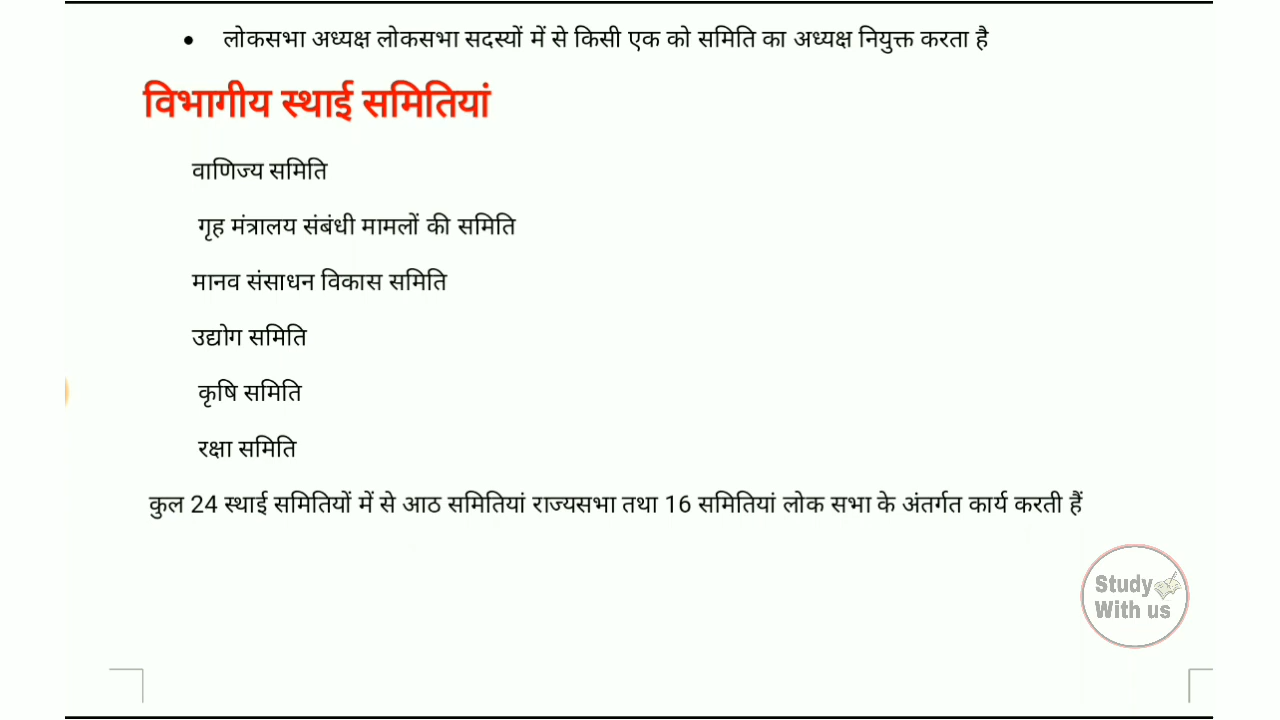 • लोकसभा अध्यक्ष लोकसभा सदस्यों में से किसी एक को समिति का अध्यक्ष नियुक्त करता है
विभागीय स्थाई समितियां
वाणिज्य समिति
गृह मंत्रालय संबंधी मामलों की समिति
मानव संसाधन विकास समिति
उद्योग समिति
कृषि समिति
रक्षा समिति
कुल 24 स्थाई समितियों में से आठ समितियां राज्यसभा तथा 16 समितियां लोक सभा के अंतर्गत कार्य करती हैं
Study
With us